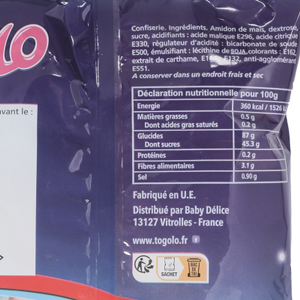 LO
avant le :
Confiserie. Ingrédients. Amidon de maïs, dextrose,
sucre, acidifiants : acide malique E296, acide citrique
E330, régulateur d'acidité : bicarbonate de soude
E500, émulsifiant : lécithine de SOJA, colorants : E162,
extrait de carthame, E132, anti-agglomérant
E551.
A conserver dans un endroit frais et sec
Déclaration nutritionnelle pour 100g
Energie 360 kcal / 1526 k
Matières grasses 0.5 g
Dont acides gras saturés 0.2 g
Glucides 87 g
Dont sucres 45.3 g
Protéines 0.2 g
Fibres alimentaires 3.1 g
Sel 0.90 g
Fabriqué en U.E.
Distribué par Baby Délice
13127 Vitrolles - France
www.togolo.fr
SACHET